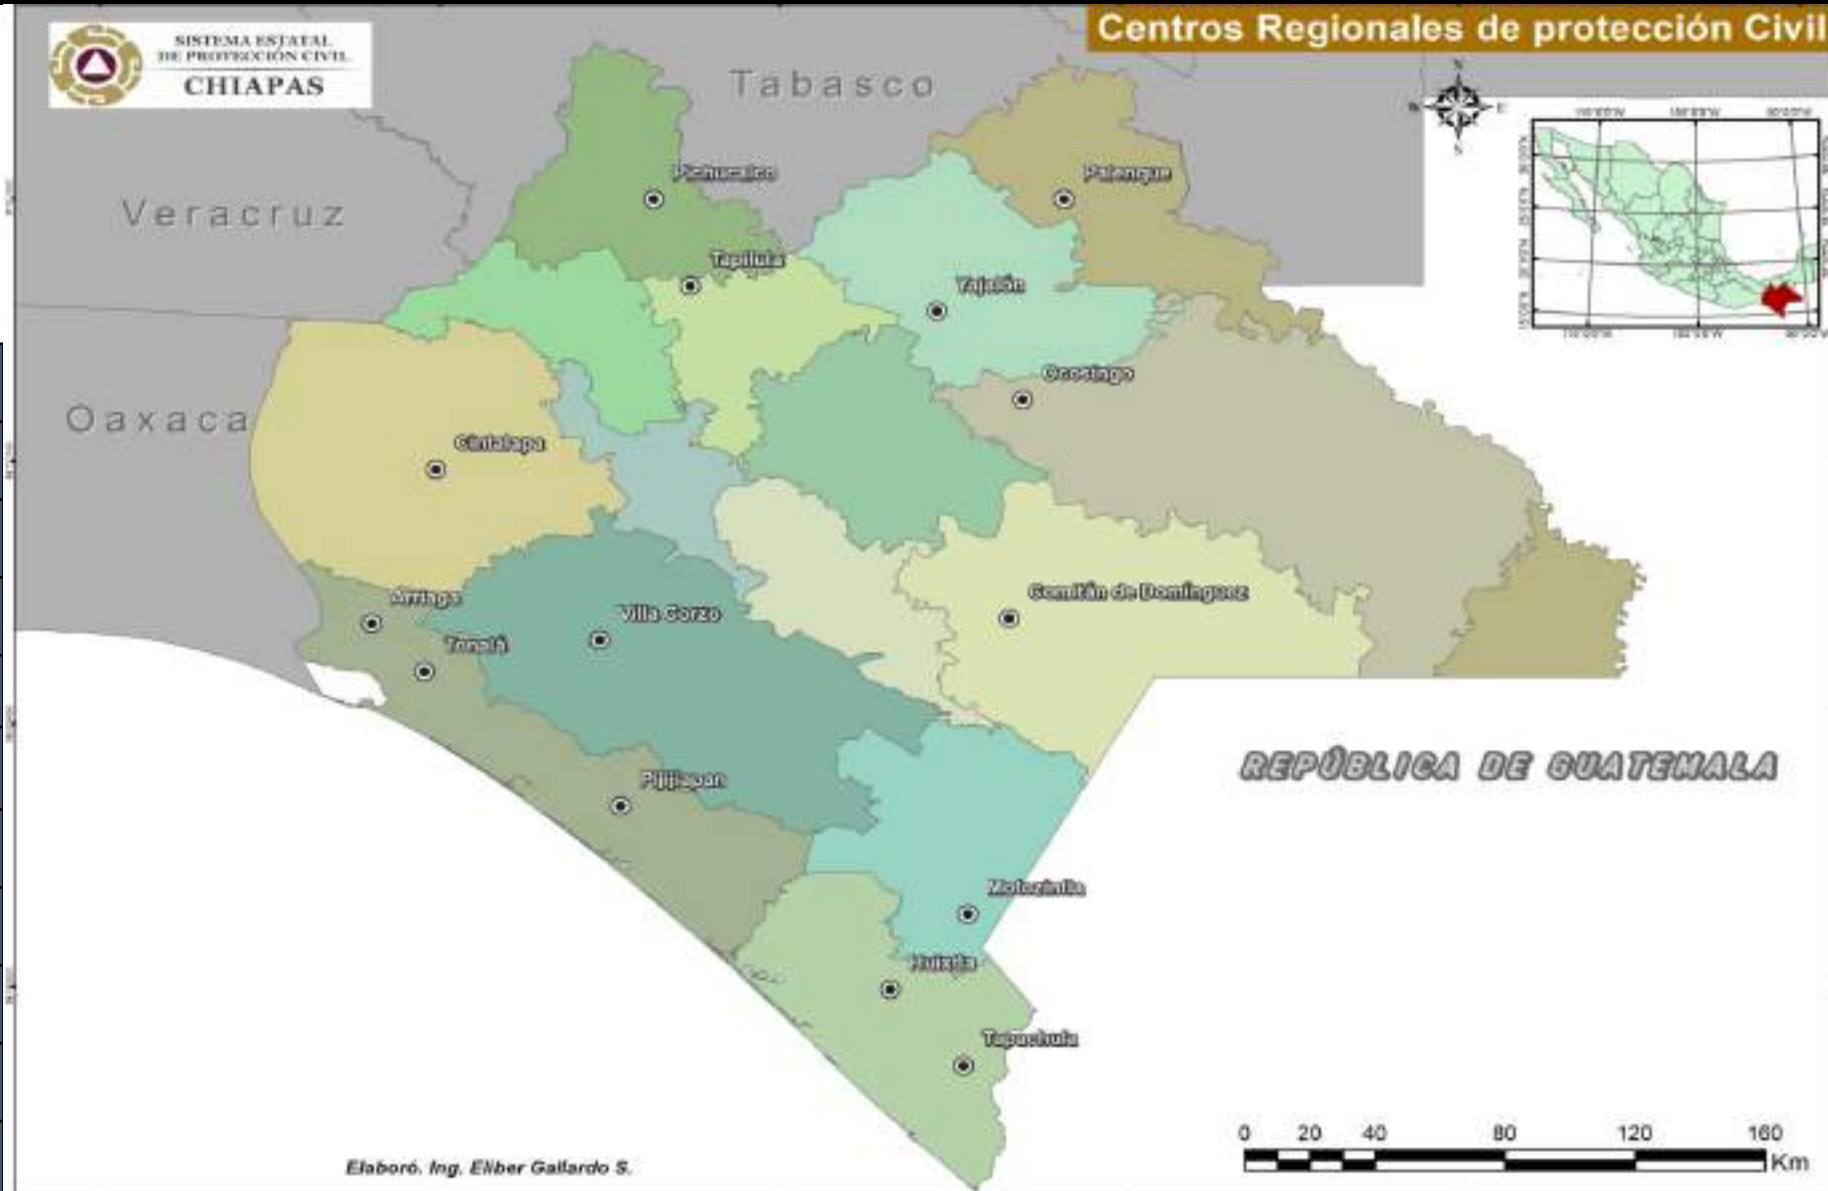 Centros Regionales de protección Civil
SISTEMA ESTATAL
DE PROTECCIÓN CIVIL
CHIAPAS
Tabasco
Veracruz
Oaxaca
Pichucalco
Palenque
Tapilula
Yajalón
Ocosingo
Cintalapa
Comitán de Domínguez
Arriaga
Villa Corzo
Tonalá
Pijijiapan
REPÚBLICA DE GUATEMALA
Motozintla
Huixtla
Tapachula
0 20 40 80 120 160
Km
Elaboró. Ing. Eliber Gallardo S.